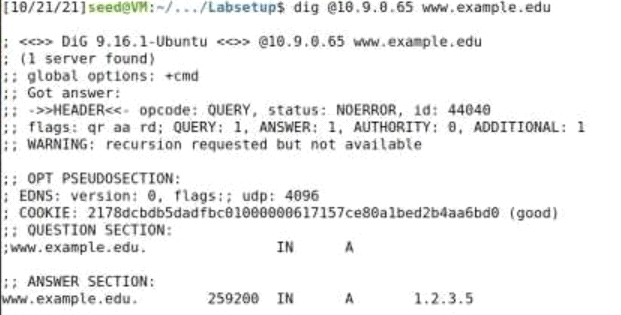 [10/21/21]seed@VM:~/.../Labsetup$ dig @10.9.0.65 www.example.edu
; <<>> DiG 9.16.1-Ubuntu <<>> @10.9.0.65 www.example.edu
; (1 server found)
;; global options: +cmd
;; Got answer:
;; ->>HEADER<<- opcode: QUERY, status: NOERROR, id: 44040
;; flags: qr aa rd; QUERY: 1, ANSWER: 1, AUTHORITY: 0, ADDITIONAL: 1
;; WARNING: recursion requested but not available
;; OPT PSEUDOSECTION:
; EDNS: version: 0, flags:; udp: 4096
; COOKIE: 2178dcbdb5dadfbc01000000617157ce80a1bed2b4aa6bd0 (good)
;; QUESTION SECTION:
;www.example.edu. IN A
;; ANSWER SECTION:
www.example.edu. 259200 IN A 1.2.3.5